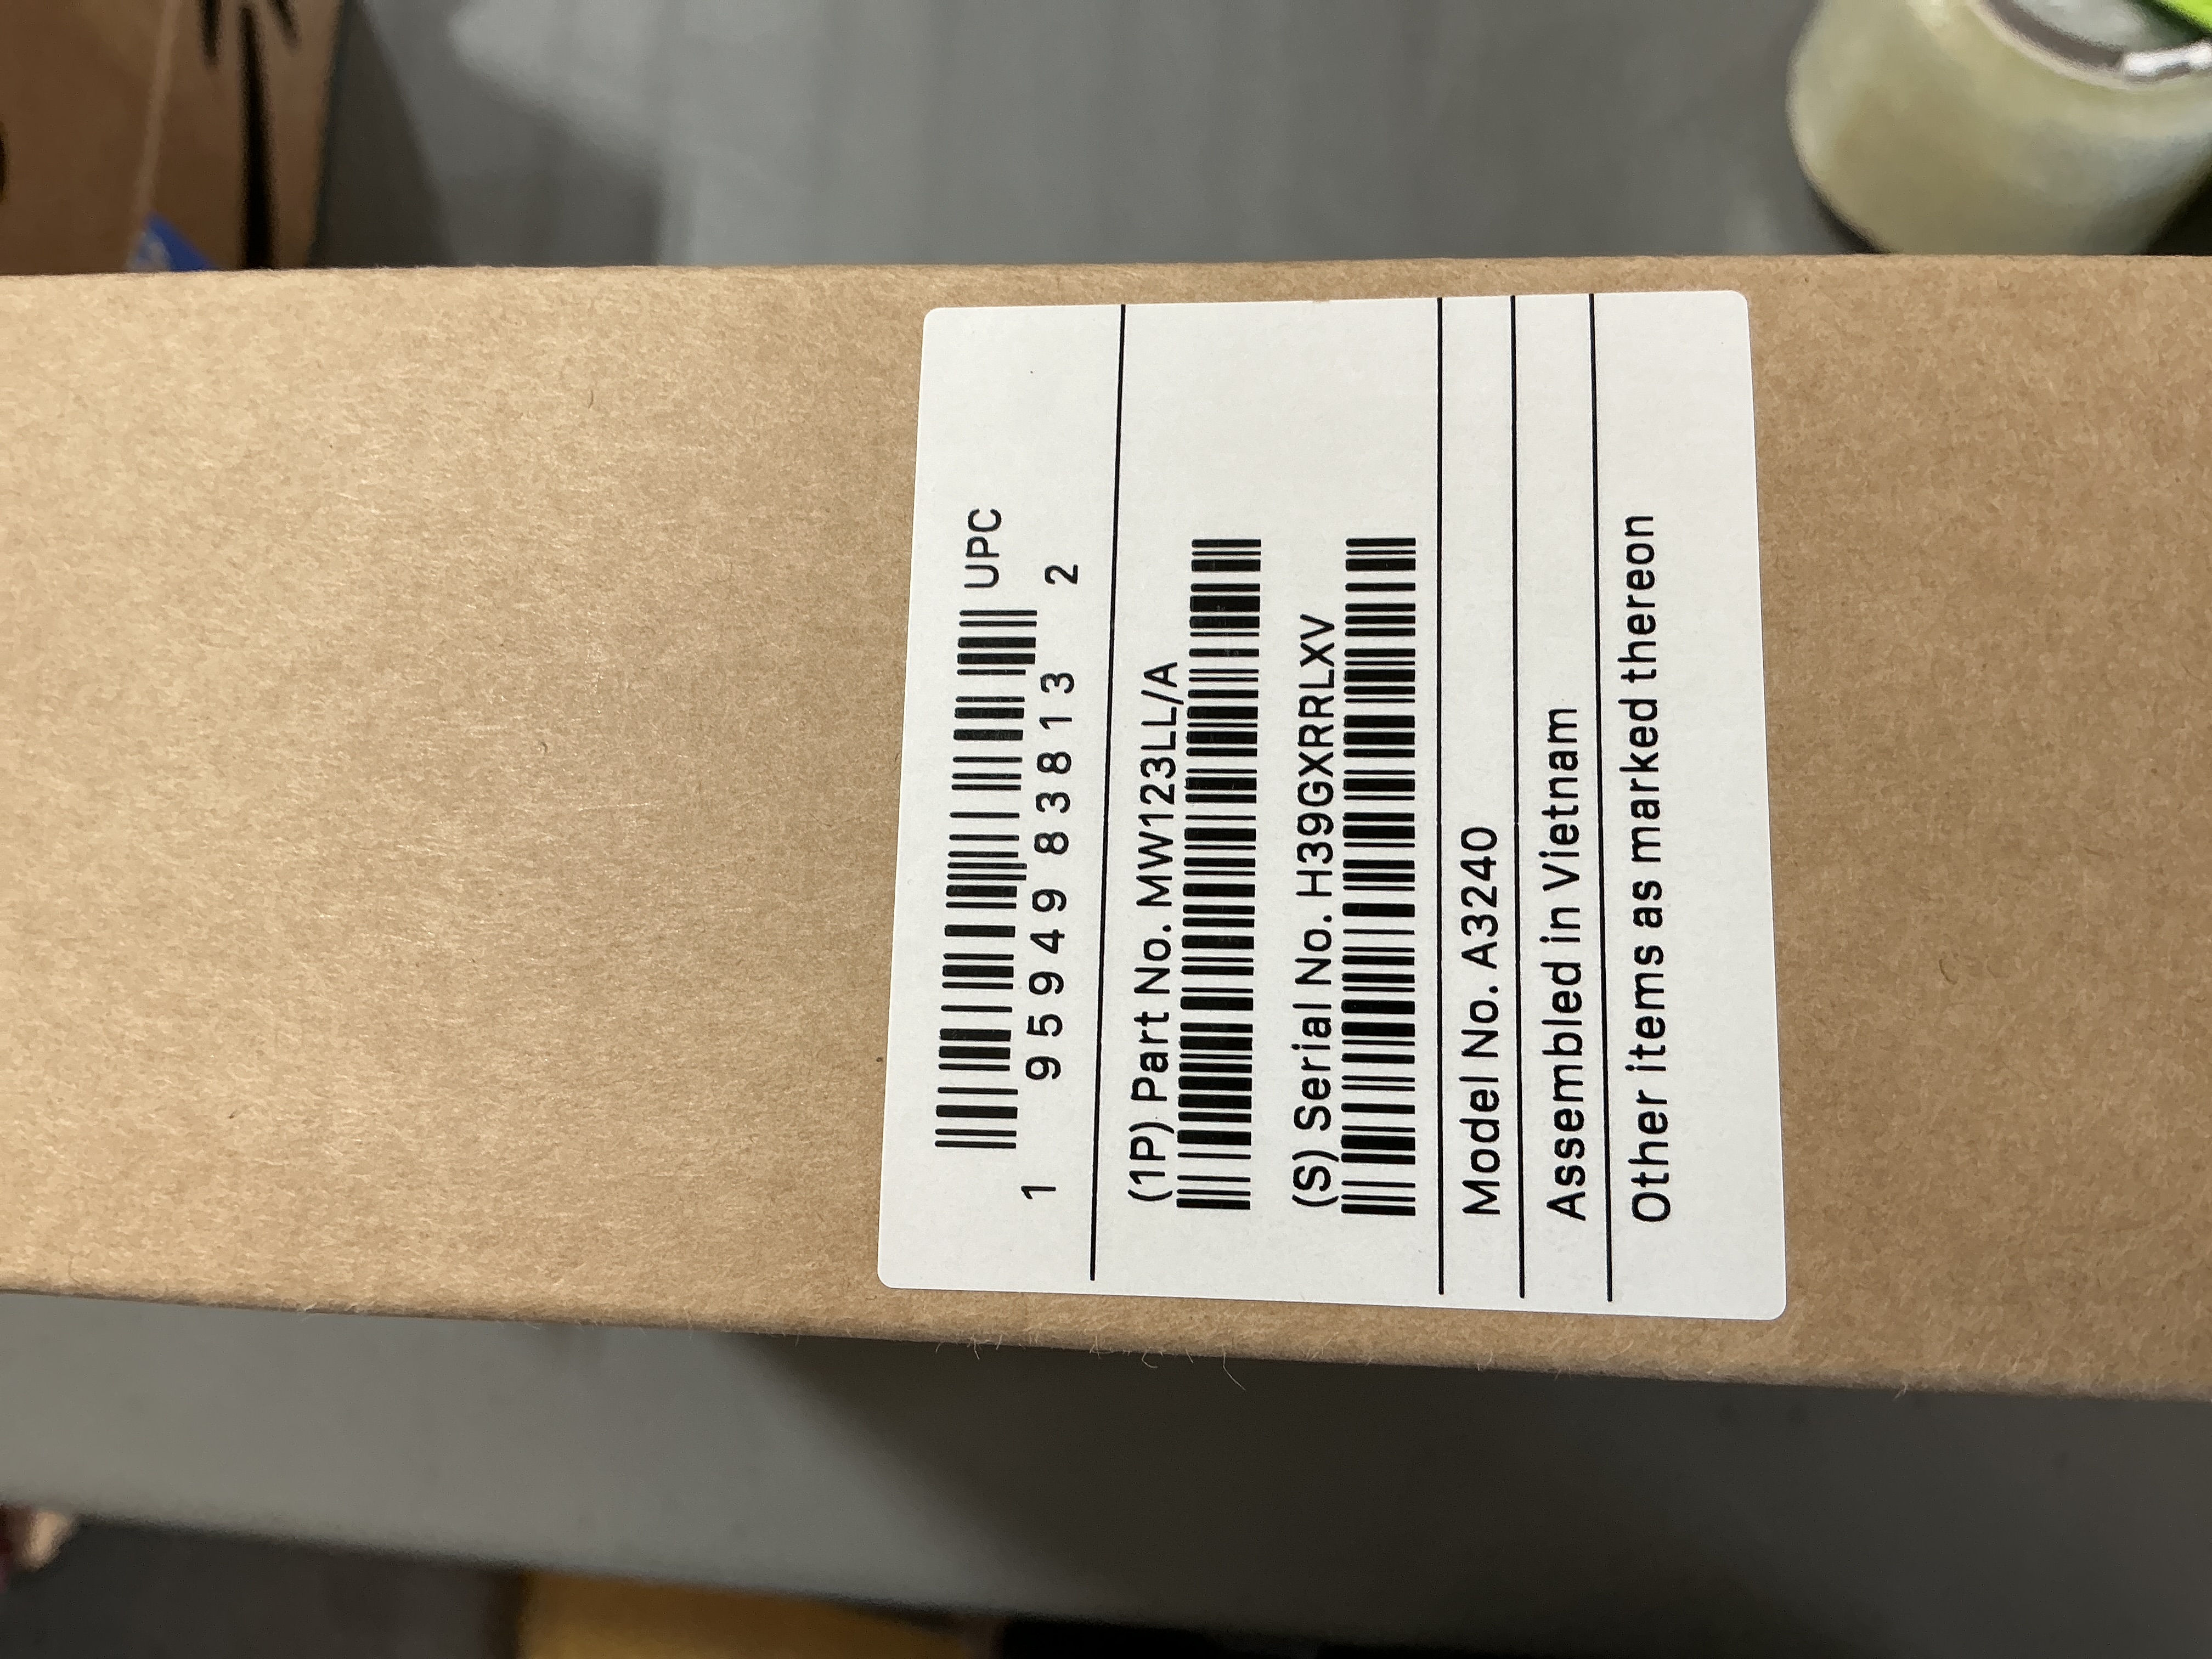 UPC
1 95949 83813 2
(1P) Part No. MW123LL/A
(S) Serial No. H39GXRRLXV
Model No. A3240
Assembled in Vietnam
Other items as marked thereon